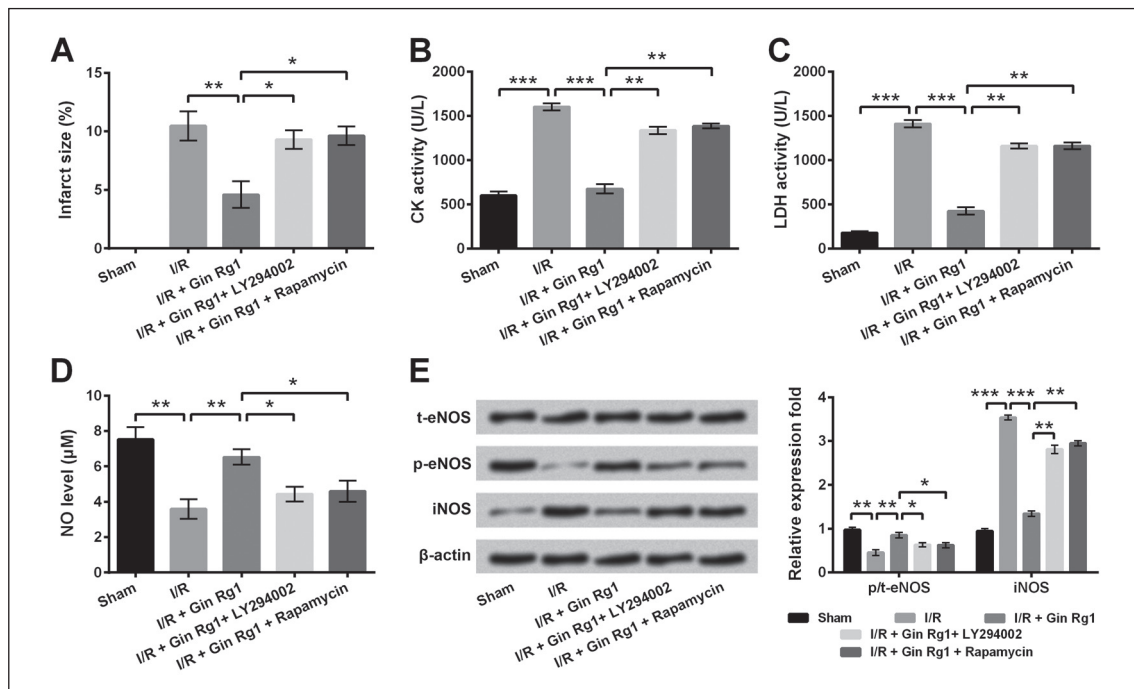 A
Infarct size (%)
15
10
5
0
**
*
*
Sham
I/R
I/R + Gin Rg1
I/R + Gin Rg1+ LY294002
I/R + Gin Rg1 + Rapamycin
B
CK activity (U/L)
2000
1500
1000
500
0
***
***
**
**
Sham
I/R
I/R + Gin Rg1
I/R + Gin Rg1+ LY294002
I/R + Gin Rg1 + Rapamycin
C
LDH activity (U/L)
2000
1500
1000
500
0
***
***
**
**
Sham
I/R
I/R + Gin Rg1
I/R + Gin Rg1+ LY294002
I/R + Gin Rg1 + Rapamycin
D
NO level (µM)
8
6
4
2
0
**
**
*
*
Sham
I/R
I/R + Gin Rg1
I/R + Gin Rg1+ LY294002
I/R + Gin Rg1 + Rapamycin
E
t-eNOS
p-eNOS
iNOS
β-actin
Sham
I/R
I/R + Gin Rg1
I/R + Gin Rg1+ LY294002
I/R + Gin Rg1 + Rapamycin
Relative expression fold
4
3
2
1
0
**
**
*
*
***
***
**
**
p/t-eNOS
iNOS
Sham
I/R
I/R + Gin Rg1
I/R + Gin Rg1+ LY294002
I/R + Gin Rg1 + Rapamycin